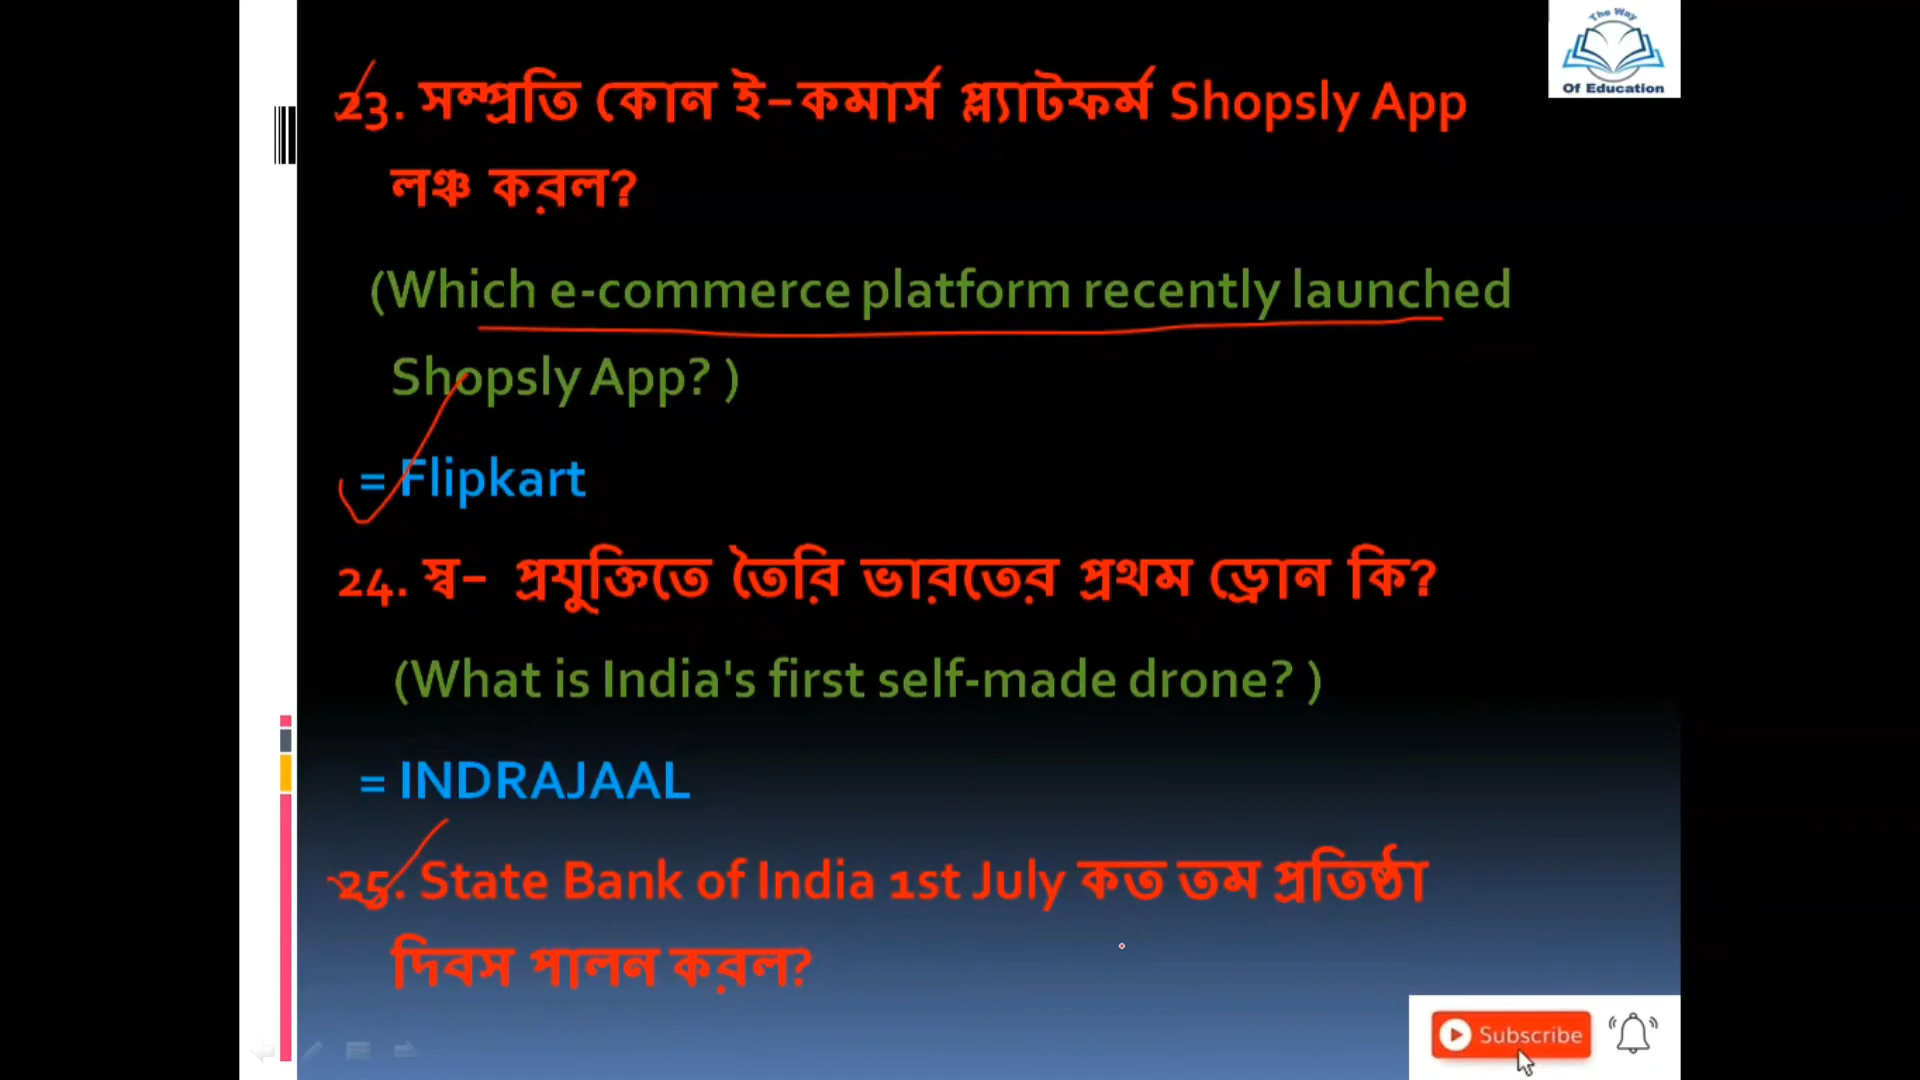 The Way
Of Education
23. সম্প্রতি কোন ই-কমার্স প্ল্যাটফর্ম Shopsly App
লঞ্চ করল?
(Which e-commerce platform recently launched
Shopsly App? )
= Flipkart
24. স্ব- প্রযুক্তিতে তৈরি ভারতের প্রথম ড্রোন কি?
(What is India's first self-made drone? )
= INDRAJAAL
25. State Bank of India 1st July কত তম প্রতিষ্ঠা
দিবস পালন করল?
Subscribe